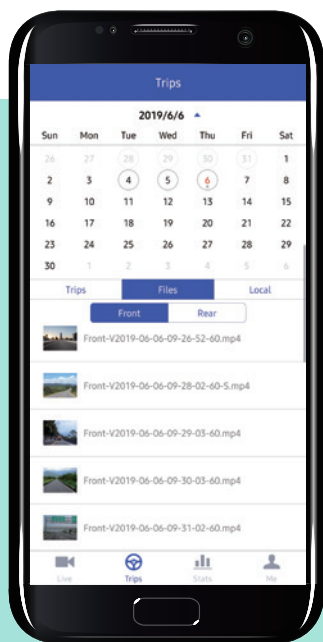 Trips
2019/6/6
Sun Mon Tue Wed Thu Fri Sat
26 27 28 29 30 31 1
2 3 4 5 6 7 8
9 10 11 12 13 14 15
16 17 18 19 20 21 22
23 24 25 26 27 28 29
30 1 2 3 4 5 6
Trips Files Local
Front Rear
Front-V2019-06-06-09-26-52-60.mp4
Front-V2019-06-06-09-28-02-60-S.mp4
Front-V2019-06-06-09-29-03-60.mp4
Front-V2019-06-06-09-30-03-60.mp4
Front-V2019-06-06-09-31-02-60.mp4
Live Trips Stats Me